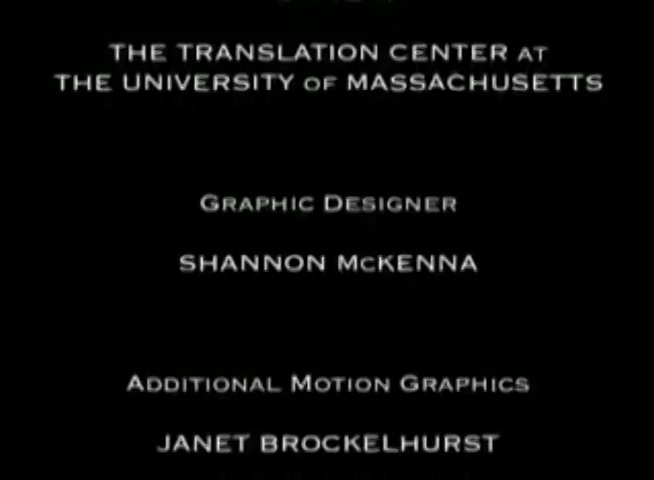 THE TRANSLATION CENTER AT
THE UNIVERSITY OF MASSACHUSETTS
GRAPHIC DESIGNER
SHANNON MCKENNA
ADDITIONAL MOTION GRAPHICS
JANET BROCKELHURST